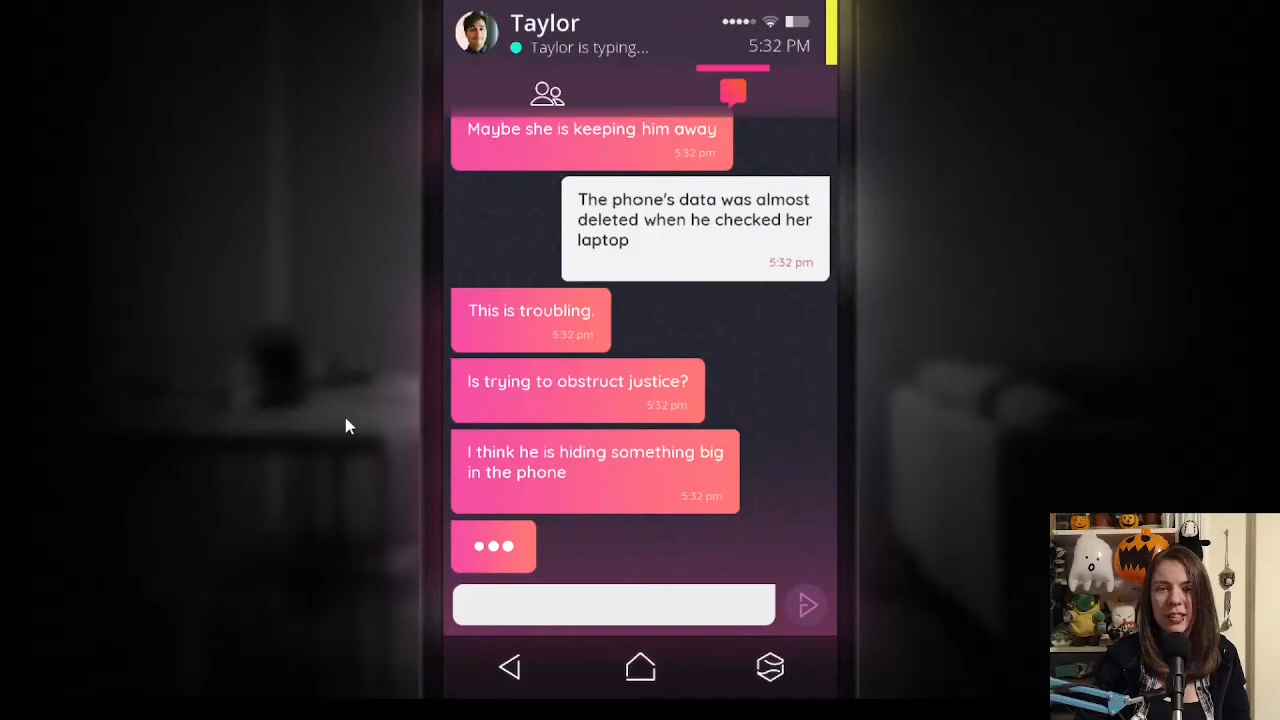 Taylor
Taylor is typing...
5:32 PM
Maybe she is keeping him away
5:32 pm
The phone's data was almost
deleted when he checked her
laptop
5:32 pm
This is troubling.
5:32 pm
Is trying to obstruct justice?
5:32 pm
I think he is hiding something big
in the phone
5:32 pm